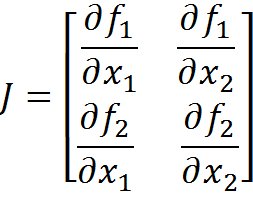 J = [ ∂f₁/∂x₁ ∂f₁/∂x₂
∂f₂/∂x₁ ∂f₂/∂x₂ ]